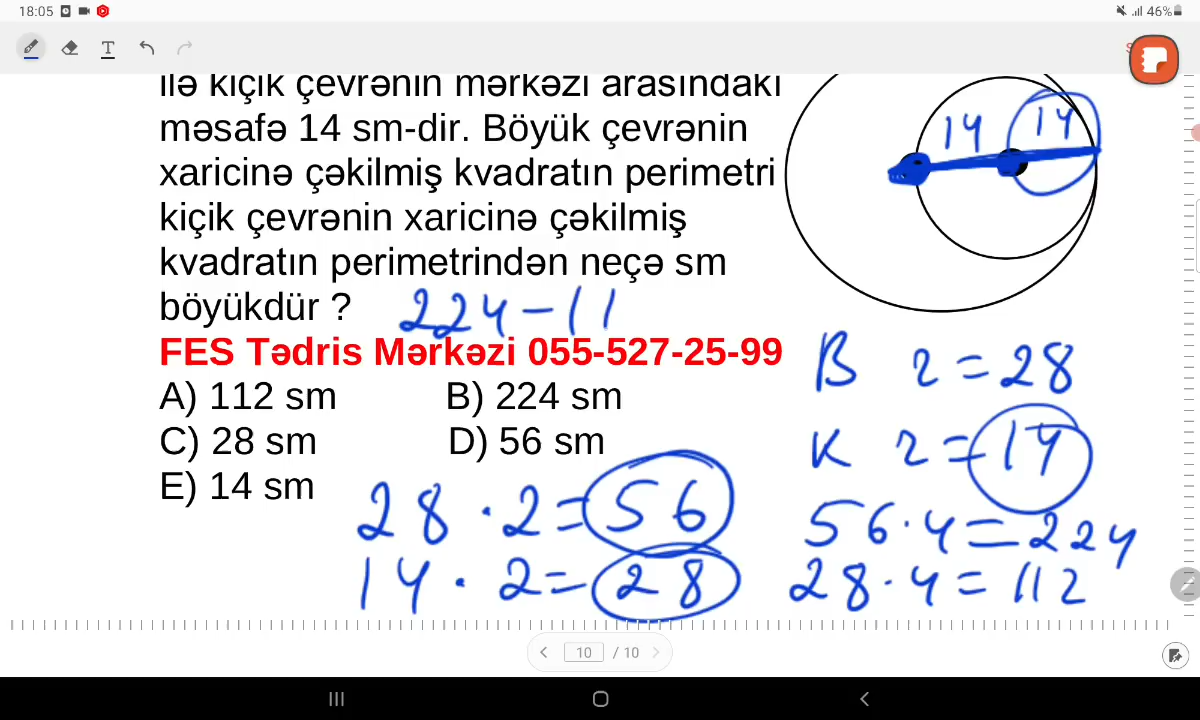 18:05 46%
T
ilə kiçik çevrənin mərkəzi arasındakı
məsafə 14 sm-dir. Böyük çevrənin
xaricinə çəkilmiş kvadratın perimetri
kiçik çevrənin xaricinə çəkilmiş
kvadratın perimetrindən neçə sm
böyükdür ?
224-11
FES Tədris Mərkəzi 055-527-25-99
A) 112 sm B) 224 sm
C) 28 sm D) 56 sm
E) 14 sm
28 · 2=56
14 · 2=28
14 14
B r=28
K r=14
56·4=224
28·4=112
10 / 10